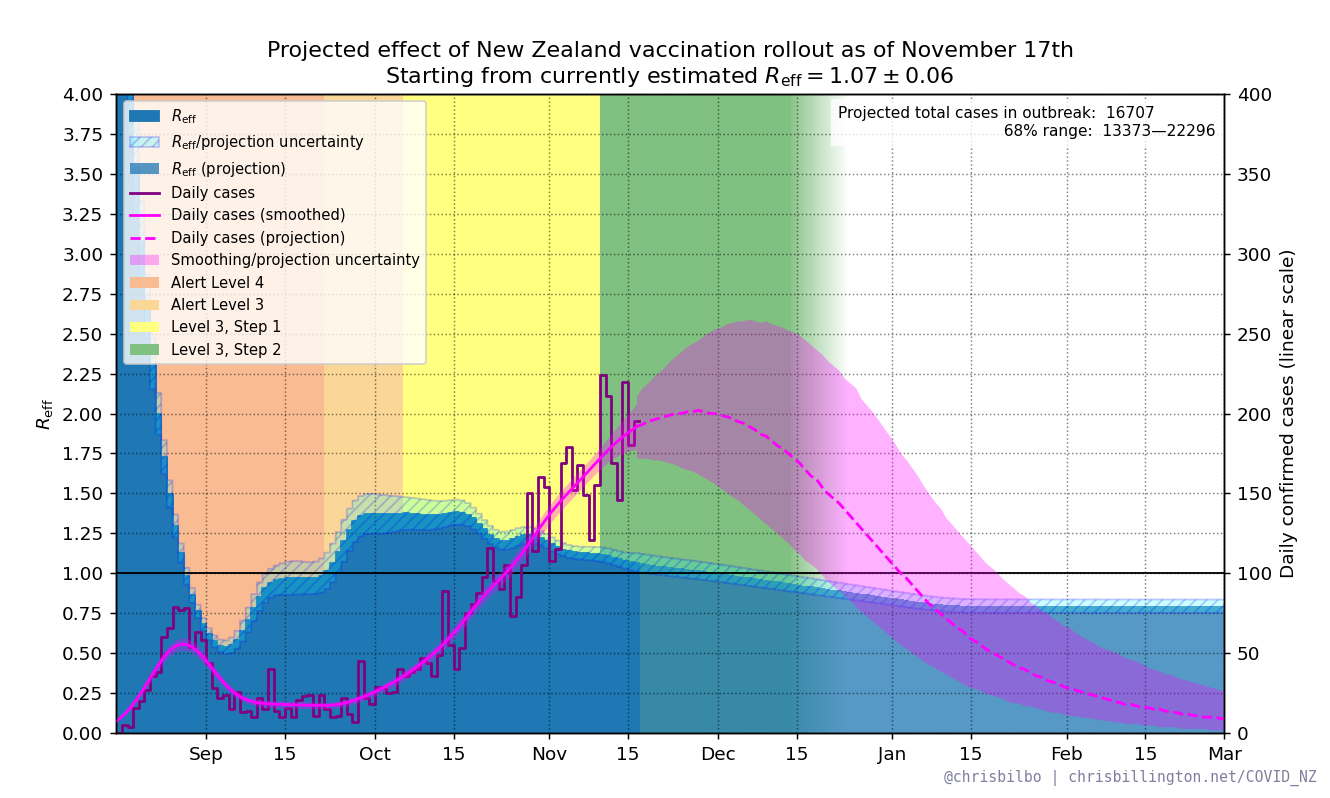 Projected effect of New Zealand vaccination rollout as of November 17th
Starting from currently estimated R_eff = 1.07 ± 0.06
Projected total cases in outbreak: 16707
68% range: 13373—22296
R_eff
R_eff/projection uncertainty
R_eff (projection)
Daily cases
Daily cases (smoothed)
Daily cases (projection)
Smoothing/projection uncertainty
Alert Level 4
Alert Level 3
Level 3, Step 1
Level 3, Step 2
R_eff
4.00
3.75
3.50
3.25
3.00
2.75
2.50
2.25
2.00
1.75
1.50
1.25
1.00
0.75
0.50
0.25
0.00
400
350
300
250
200
150
100
50
0
Daily confirmed cases (linear scale)
Sep 15 Oct 15 Nov 15 Dec 15 Jan 15 Feb 15 Mar
@chrisbilbo | chrisbillington.net/COVID_NZ